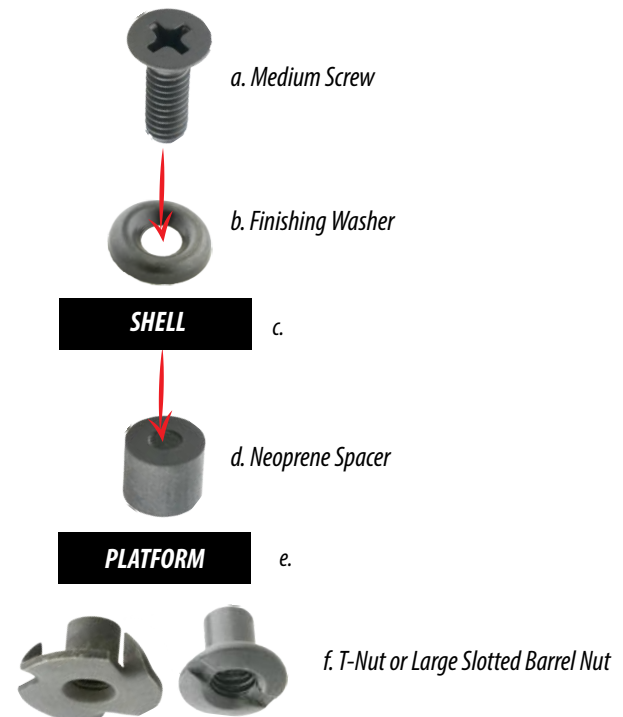 a. Medium Screw
b. Finishing Washer
SHELL
c.
d. Neoprene Spacer
PLATFORM
e.
f. T-Nut or Large Slotted Barrel Nut